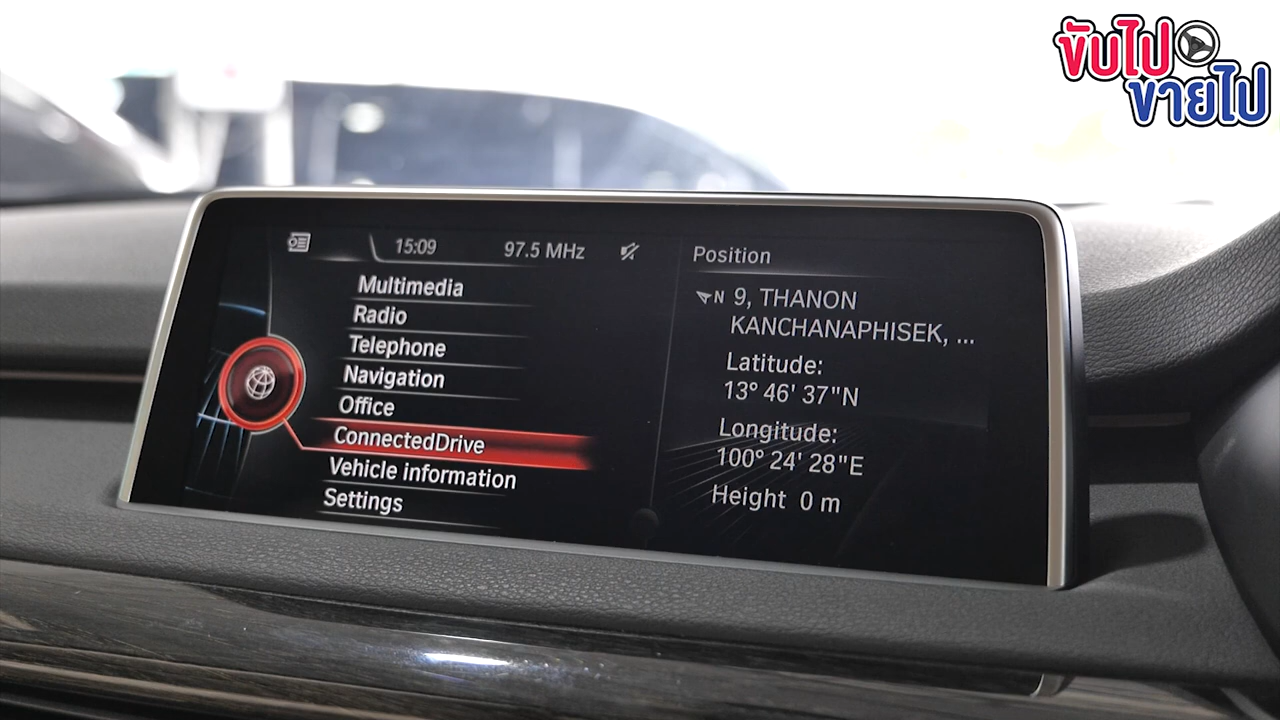 ขับไป
ขายไป
15:09
97.5 MHz
Multimedia
Radio
Telephone
Navigation
Office
ConnectedDrive
Vehicle information
Settings
Position
N 9, THANON
KANCHANAPHISEK, ...
Latitude:
13° 46' 37"N
Longitude:
100° 24' 28"E
Height 0 m